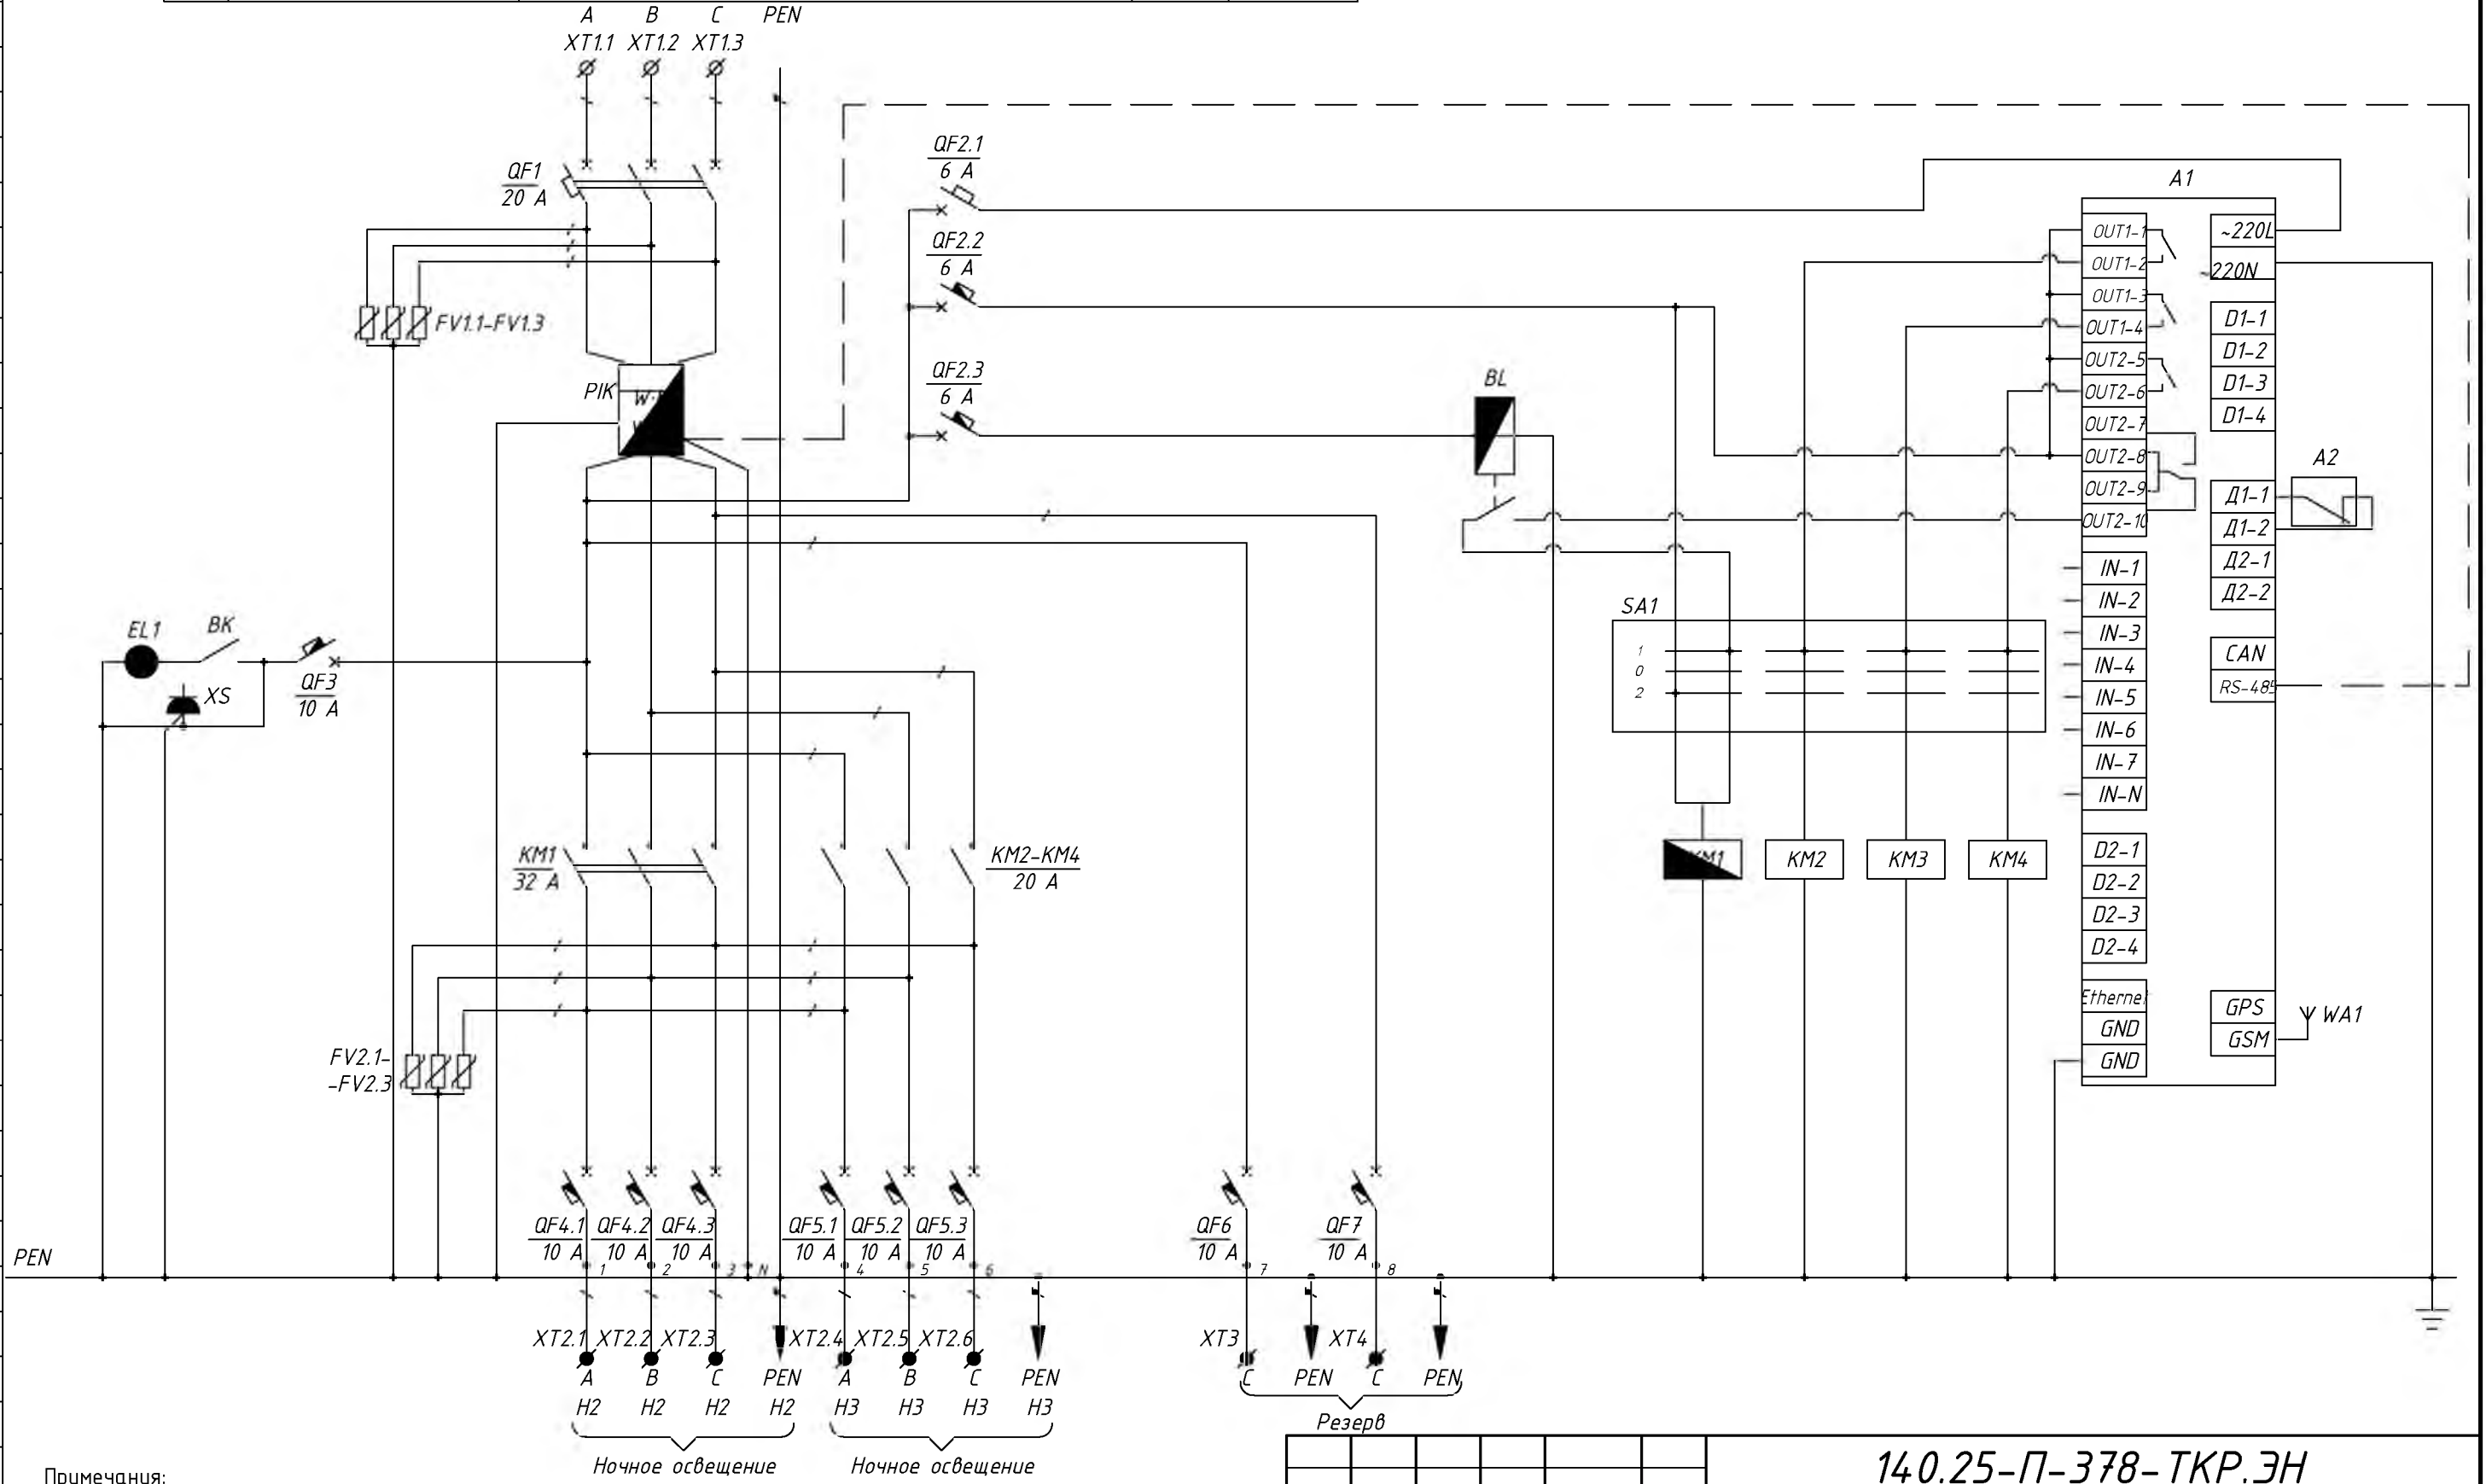 A B C PEN
XT1.1 XT1.2 XT1.3
QF1
20 A
FV1.1-FV1.3
PIK
QF2.1
6 A
QF2.2
6 A
QF2.3
6 A
BL
A1
OUT1-1
OUT1-2
OUT1-3
OUT1-4
OUT2-5
OUT2-6
OUT2-7
OUT2-8
OUT2-9
OUT2-10
IN-1
IN-2
IN-3
IN-4
IN-5
IN-6
IN-7
IN-N
D2-1
D2-2
D2-3
D2-4
Ethernet
GND
GND
~220L
~220N
D1-1
D1-2
D1-3
D1-4
Д1-1
Д1-2
Д2-1
Д2-2
CAN
RS-485
GPS
GSM
A2
WA1
SA1
1
0
2
EL1
BK
XS
QF3
10 A
KM1
32 A
KM2-KM4
20 A
KM1
KM2
KM3
KM4
FV2.1-
-FV2.3
QF4.1 QF4.2 QF4.3 QF5.1 QF5.2 QF5.3 QF6 QF7
10 A 10 A 10 A 10 A 10 A 10 A 10 A 10 A
PEN
1 2 3 N 4 5 6 7 8
XT2.1 XT2.2 XT2.3 XT2.4 XT2.5 XT2.6 XT3 XT4
A B C PEN A B C PEN C PEN C PEN
H2 H2 H2 H2 H3 H3 H3 H3
Резерв
Ночное освещение Ночное освещение
Примечания:
140.25-П-378-ТКР.ЭН